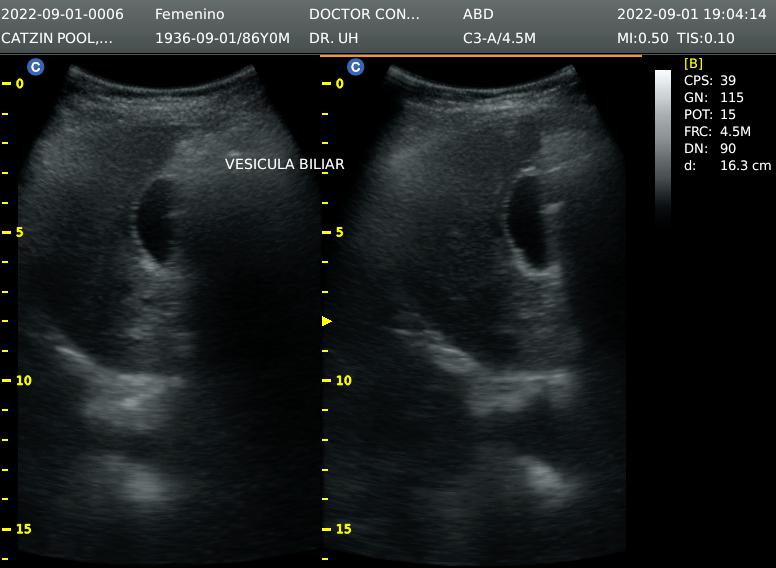 2022-09-01-0006 Femenino DOCTOR CON... ABD 2022-09-01 19:04:14
CATZIN POOL,... 1936-09-01/86Y0M DR. UH C3-A/4.5M MI:0.50 TIS:0.10
C C
[B]
CPS: 39
GN: 115
POT: 15
FRC: 4.5M
DN: 90
d: 16.3 cm
VESICULA BILIAR
0 0
5 5
10 10
15 15